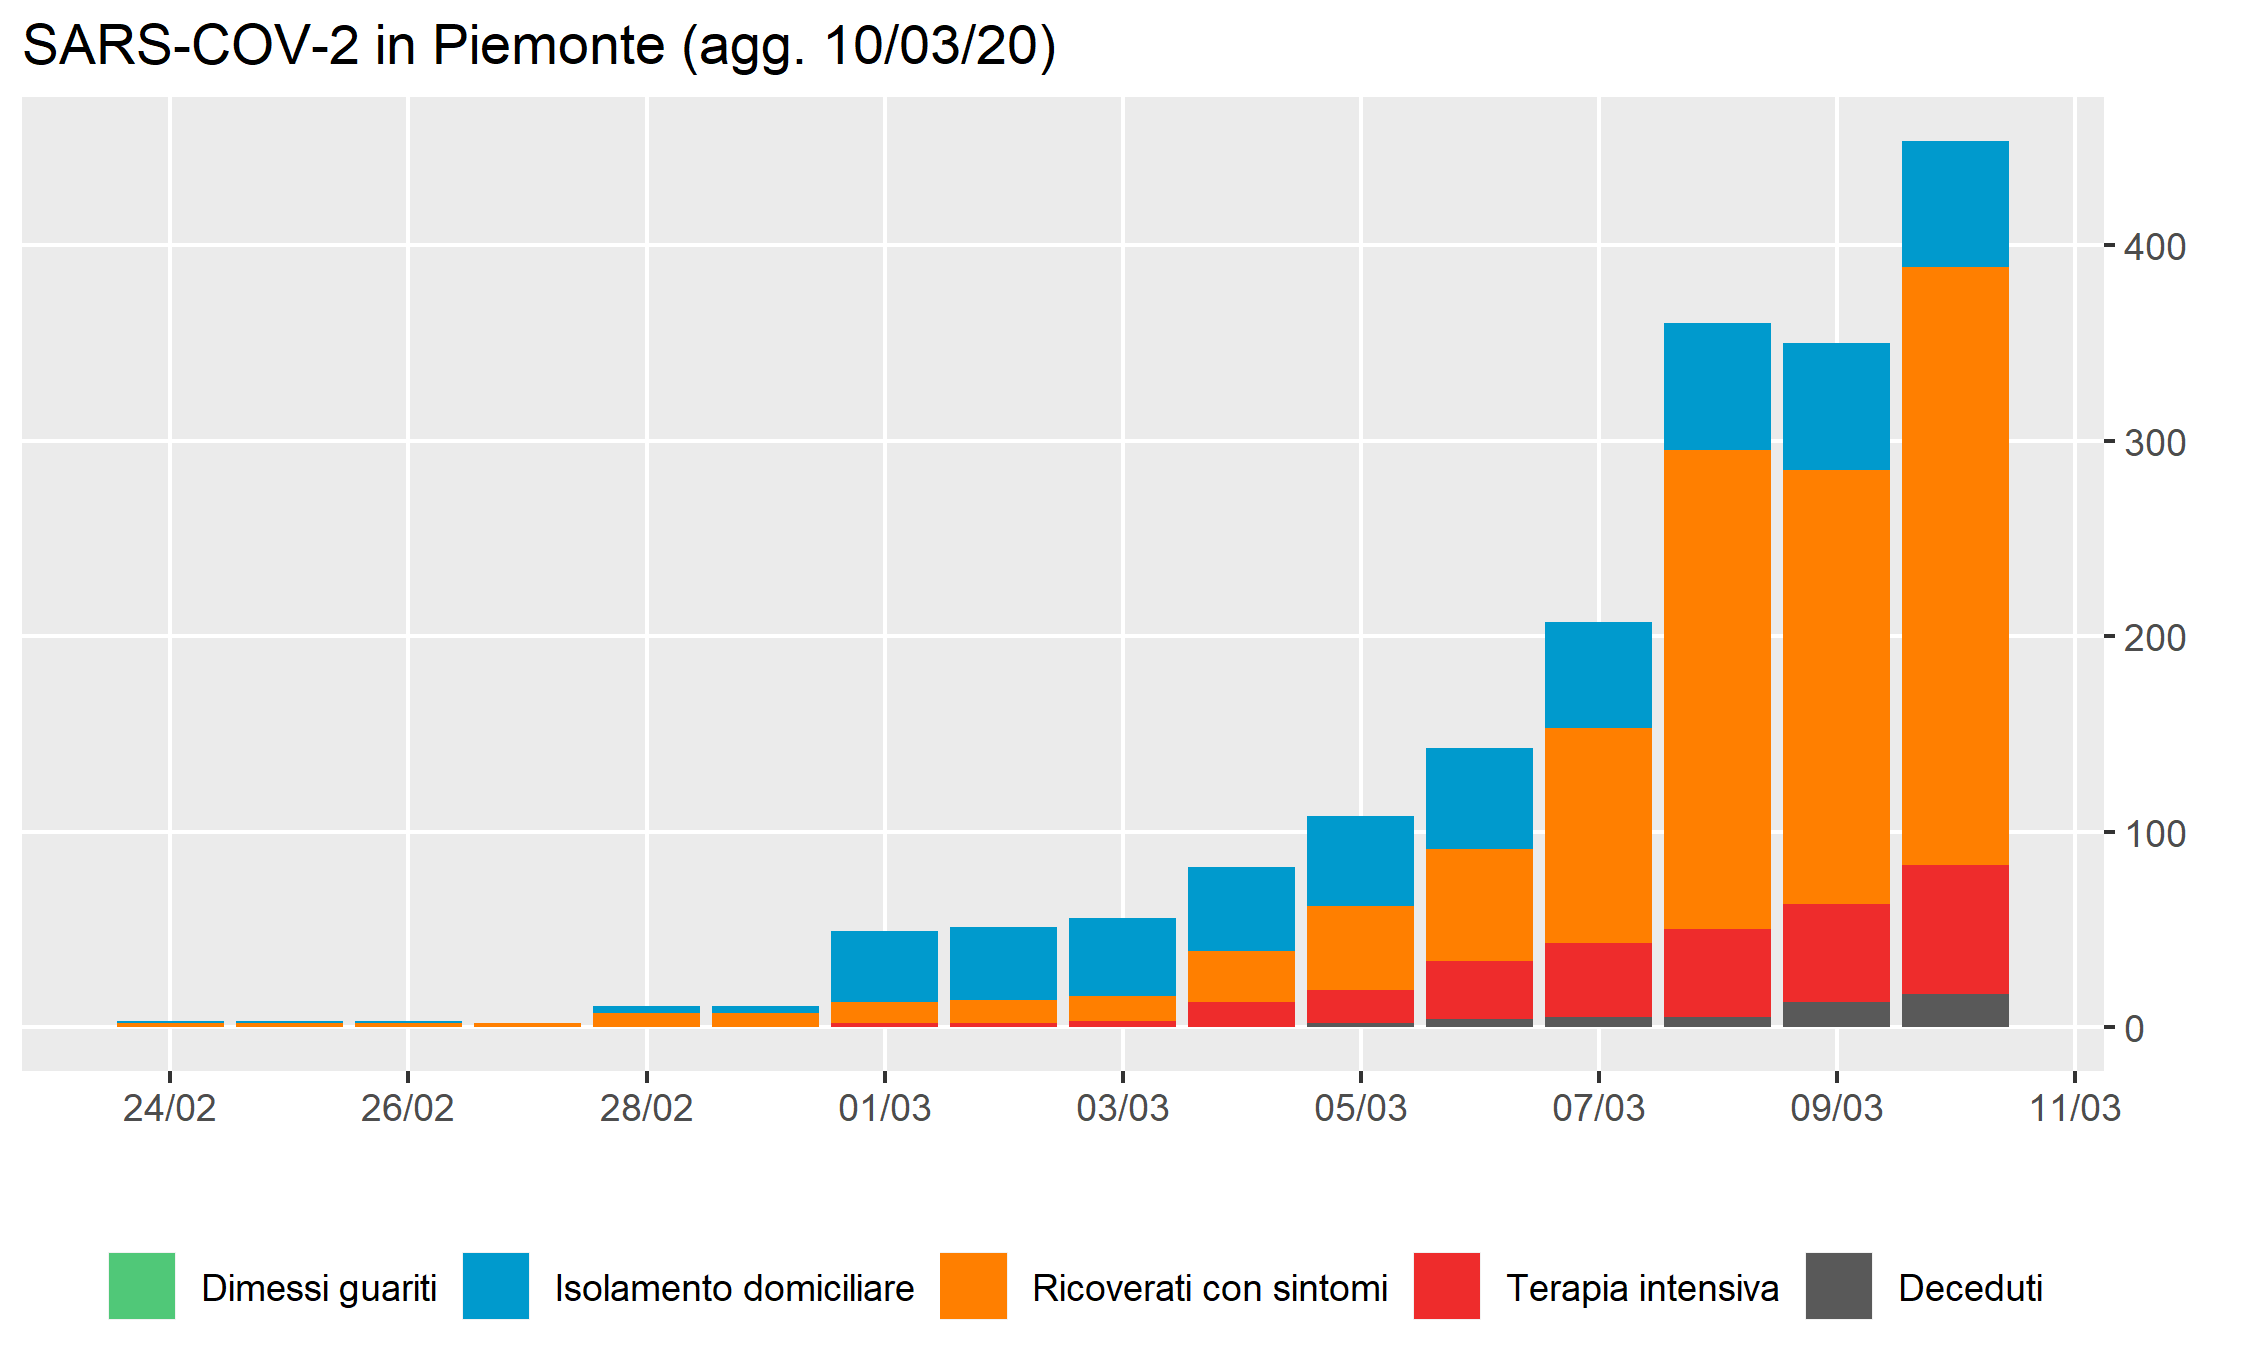 SARS-COV-2 in Piemonte (agg. 10/03/20)
400
300
200
100
0
24/02 26/02 28/02 01/03 03/03 05/03 07/03 09/03 11/03
Dimessi guariti Isolamento domiciliare Ricoverati con sintomi Terapia intensiva Deceduti